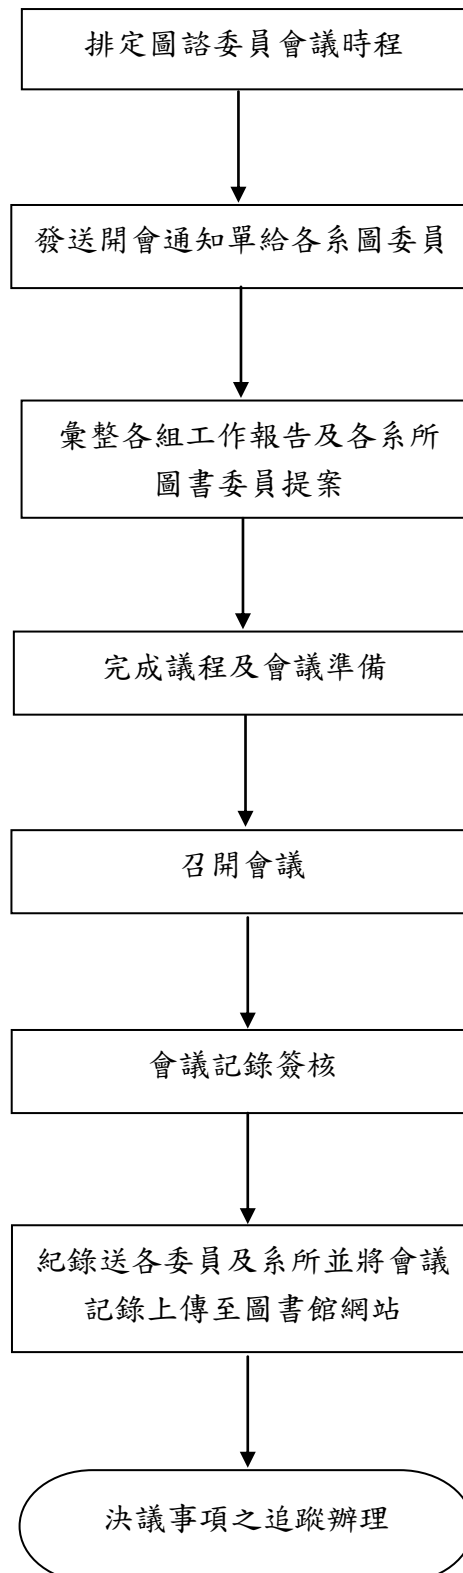 排定圖諮委員會議時程
發送開會通知單給各系圖委員
彙整各組工作報告及各系所
圖書委員提案
完成議程及會議準備
召開會議
會議記錄簽核
紀錄送各委員及系所並將會議
記錄上傳至圖書館網站
決議事項之追蹤辦理